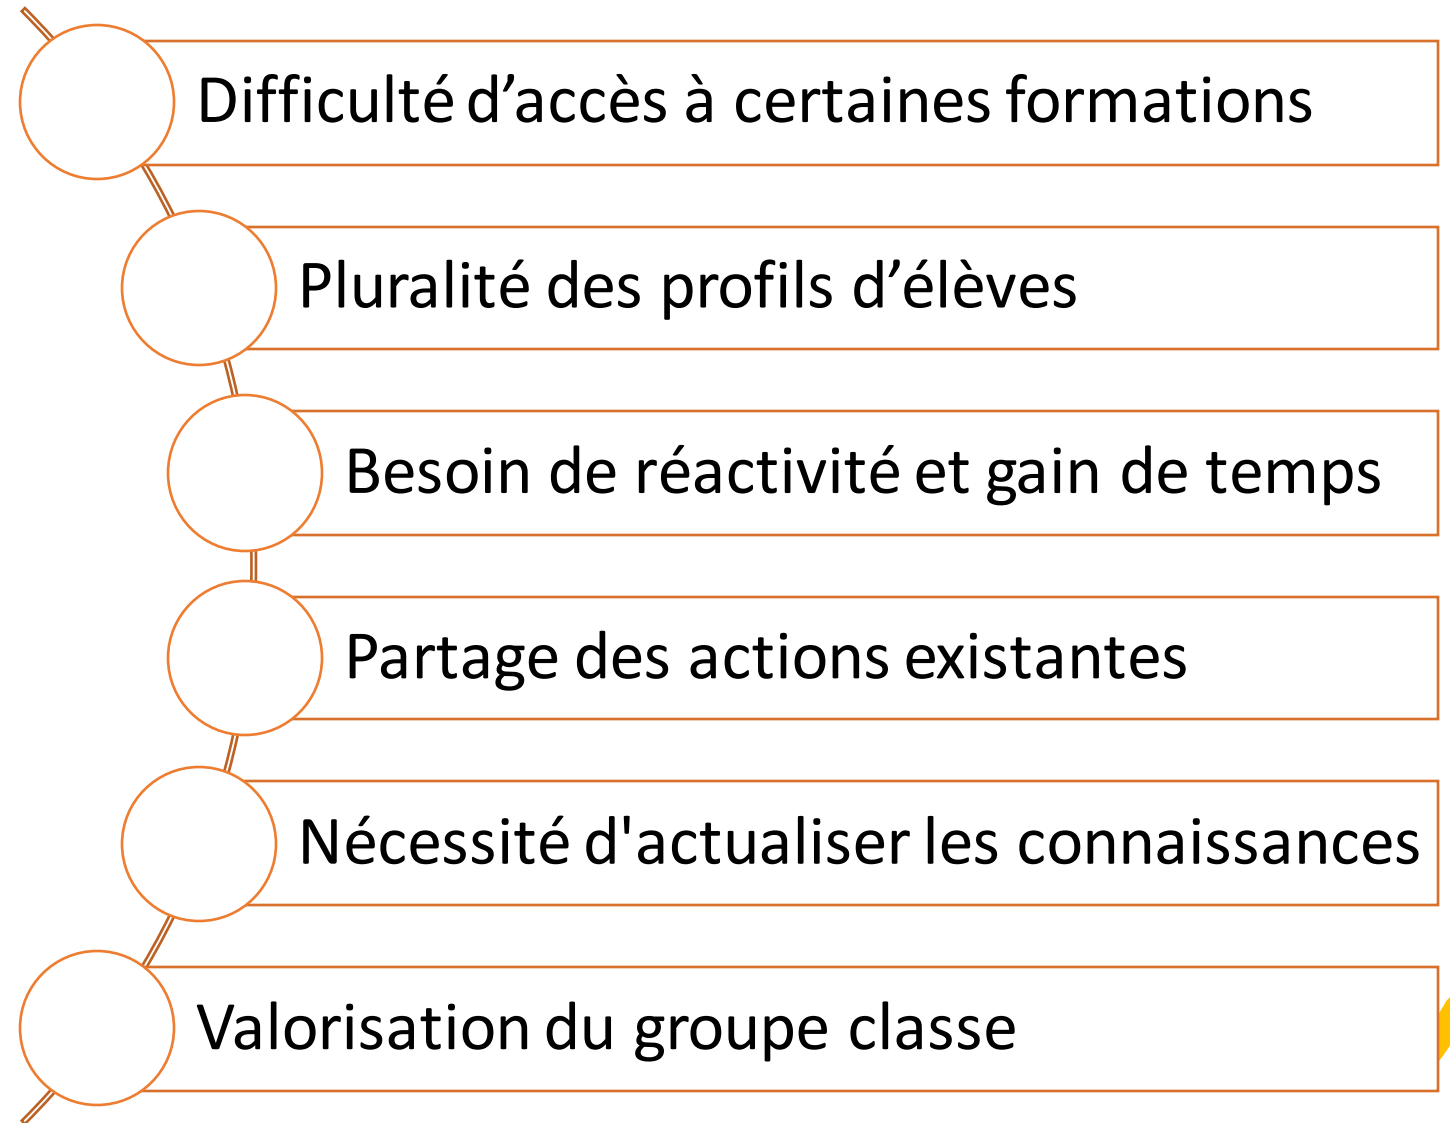 Difficulté d’accès à certaines formations
Pluralité des profils d’élèves
Besoin de réactivité et gain de temps
Partage des actions existantes
Nécessité d'actualiser les connaissances
Valorisation du groupe classe